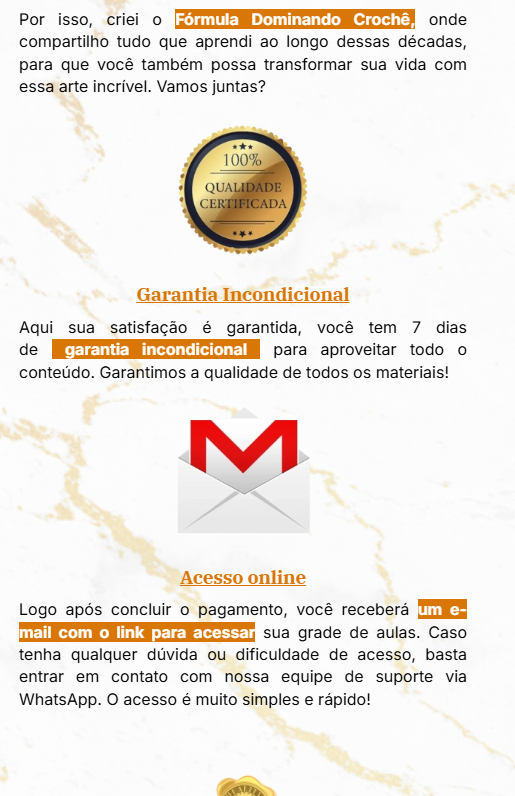 Por isso, criei o Fórmula Dominando Crochê, onde
compartilho tudo que aprendi ao longo dessas décadas,
para que você também possa transformar sua vida com
essa arte incrível. Vamos juntas?
100%
QUALIDADE
CERTIFICADA
Garantia Incondicional
Aqui sua satisfação é garantida, você tem 7 dias
de garantia incondicional para aproveitar todo o
conteúdo. Garantimos a qualidade de todos os materiais!
Acesso online
Logo após concluir o pagamento, você receberá um e-
mail com o link para acessar sua grade de aulas. Caso
tenha qualquer dúvida ou dificuldade de acesso, basta
entrar em contato com nossa equipe de suporte via
WhatsApp. O acesso é muito simples e rápido!